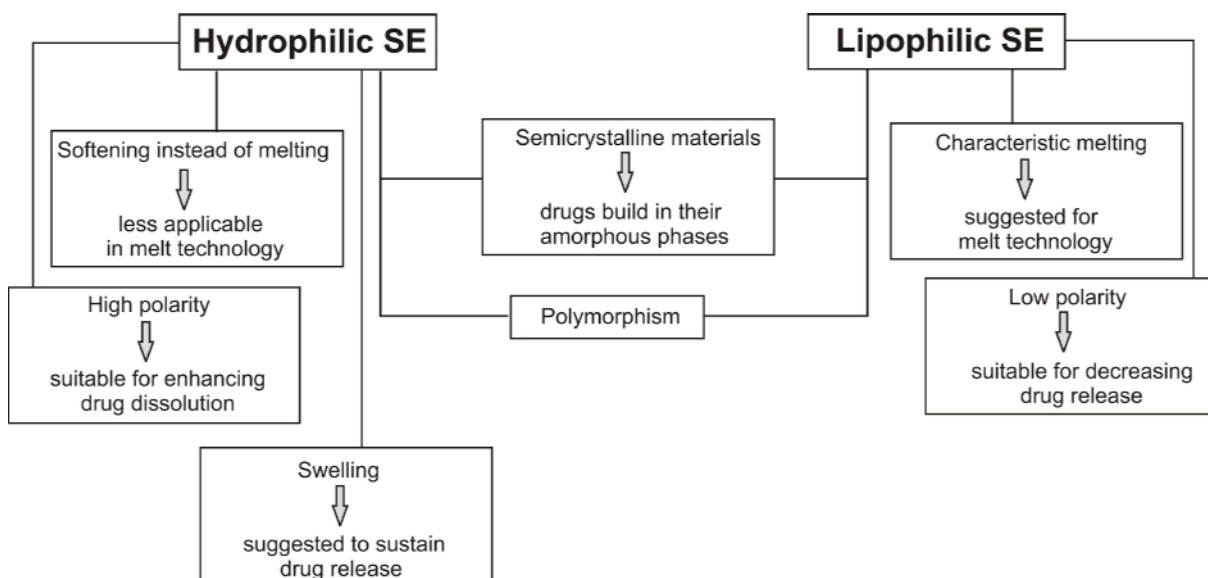 Hydrophilic SE
Lipophilic SE
Softening instead of melting
less applicable
in melt technology
Semicrystalline materials
drugs build in their
amorphous phases
Characteristic melting
suggested for
melt technology
High polarity
suitable for enhancing
drug dissolution
Polymorphism
Low polarity
suitable for decreasing
drug release
Swelling
suggested to sustain
drug release